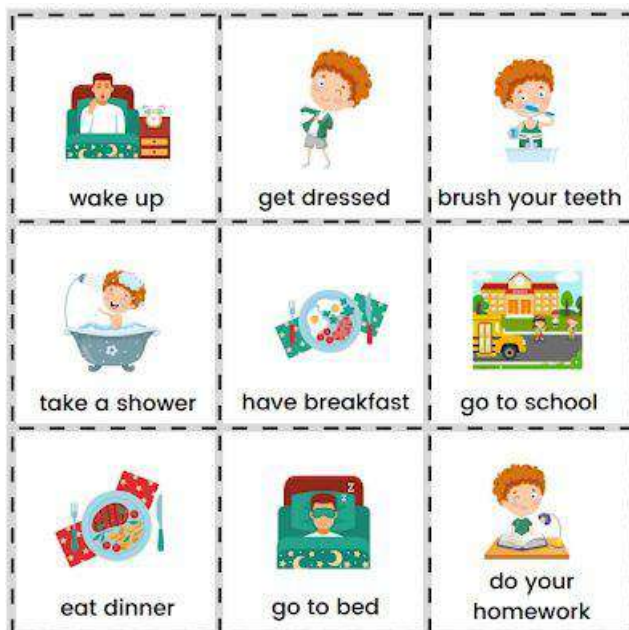 wake up
get dressed
brush your teeth
take a shower
have breakfast
go to school
eat dinner
go to bed
do your
homework